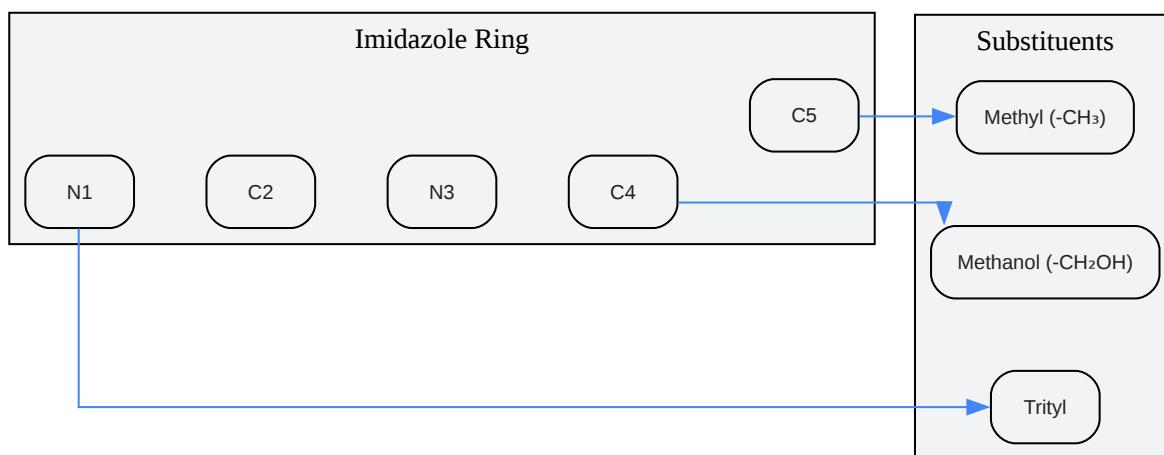 Imidazole Ring
Substituents
C5
Methyl (-CH₃)
N1
C2
N3
C4
Methanol (-CH₂OH)
Trityl